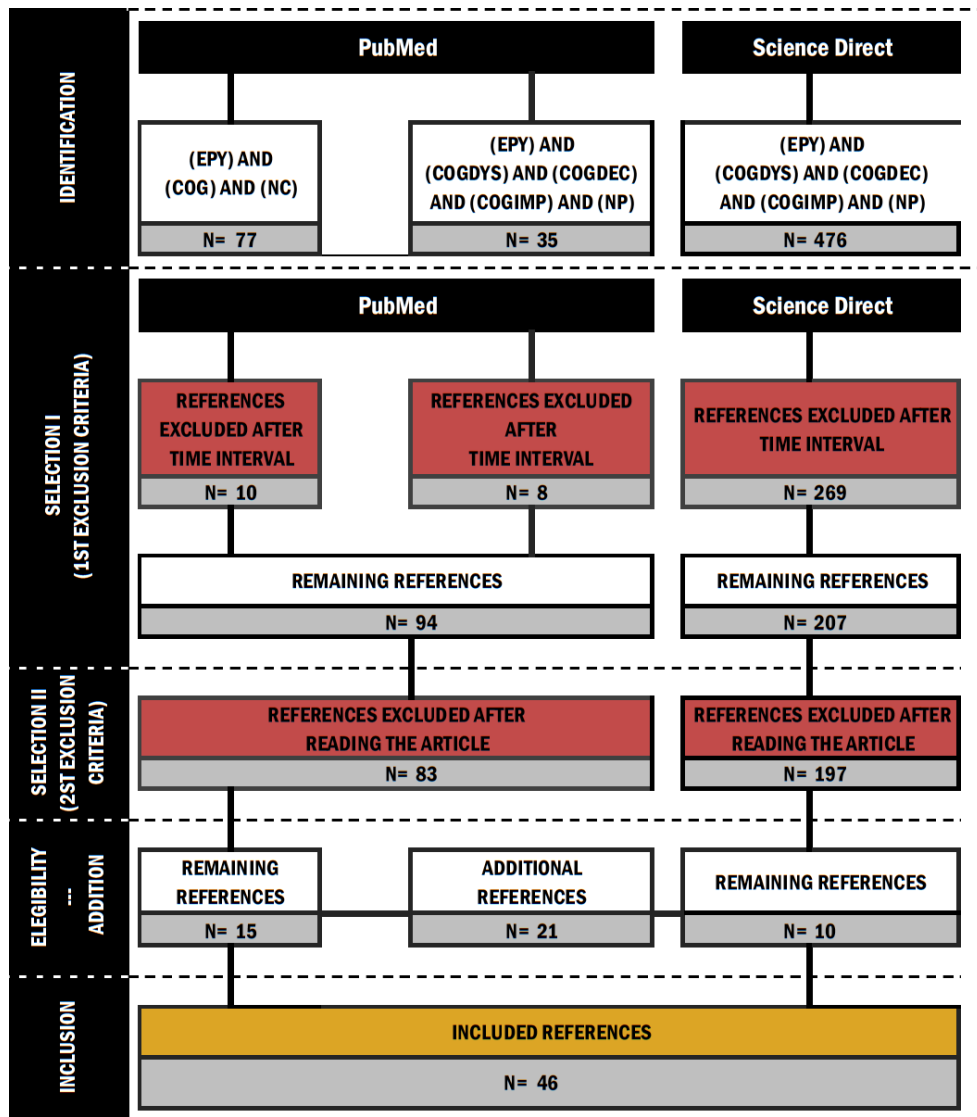 IDENTIFICATION
PubMed
Science Direct
(EPY) AND
(COG) AND (NC)
N= 77
(EPY) AND
(COGDYS) AND (COGDEC)
AND (COGIMP) AND (NP)
N= 35
(EPY) AND
(COGDYS) AND (COGDEC)
AND (COGIMP) AND (NP)
N= 476
SELECTION I
(1ST EXCLUSION CRITERIA)
PubMed
Science Direct
REFERENCES
EXCLUDED AFTER
TIME INTERVAL
N= 10
REFERENCES EXCLUDED
AFTER
TIME INTERVAL
N= 8
REFERENCES EXCLUDED AFTER
TIME INTERVAL
N= 269
REMAINING REFERENCES
N= 94
REMAINING REFERENCES
N= 207
SELECTION II
(2ST EXCLUSION
CRITERIA)
REFERENCES EXCLUDED AFTER
READING THE ARTICLE
N= 83
REFERENCES EXCLUDED AFTER
READING THE ARTICLE
N= 197
ELEGIBILITY
---
ADDITION
REMAINING
REFERENCES
N= 15
ADDITIONAL
REFERENCES
N= 21
REMAINING REFERENCES
N= 10
INCLUSION
INCLUDED REFERENCES
N= 46